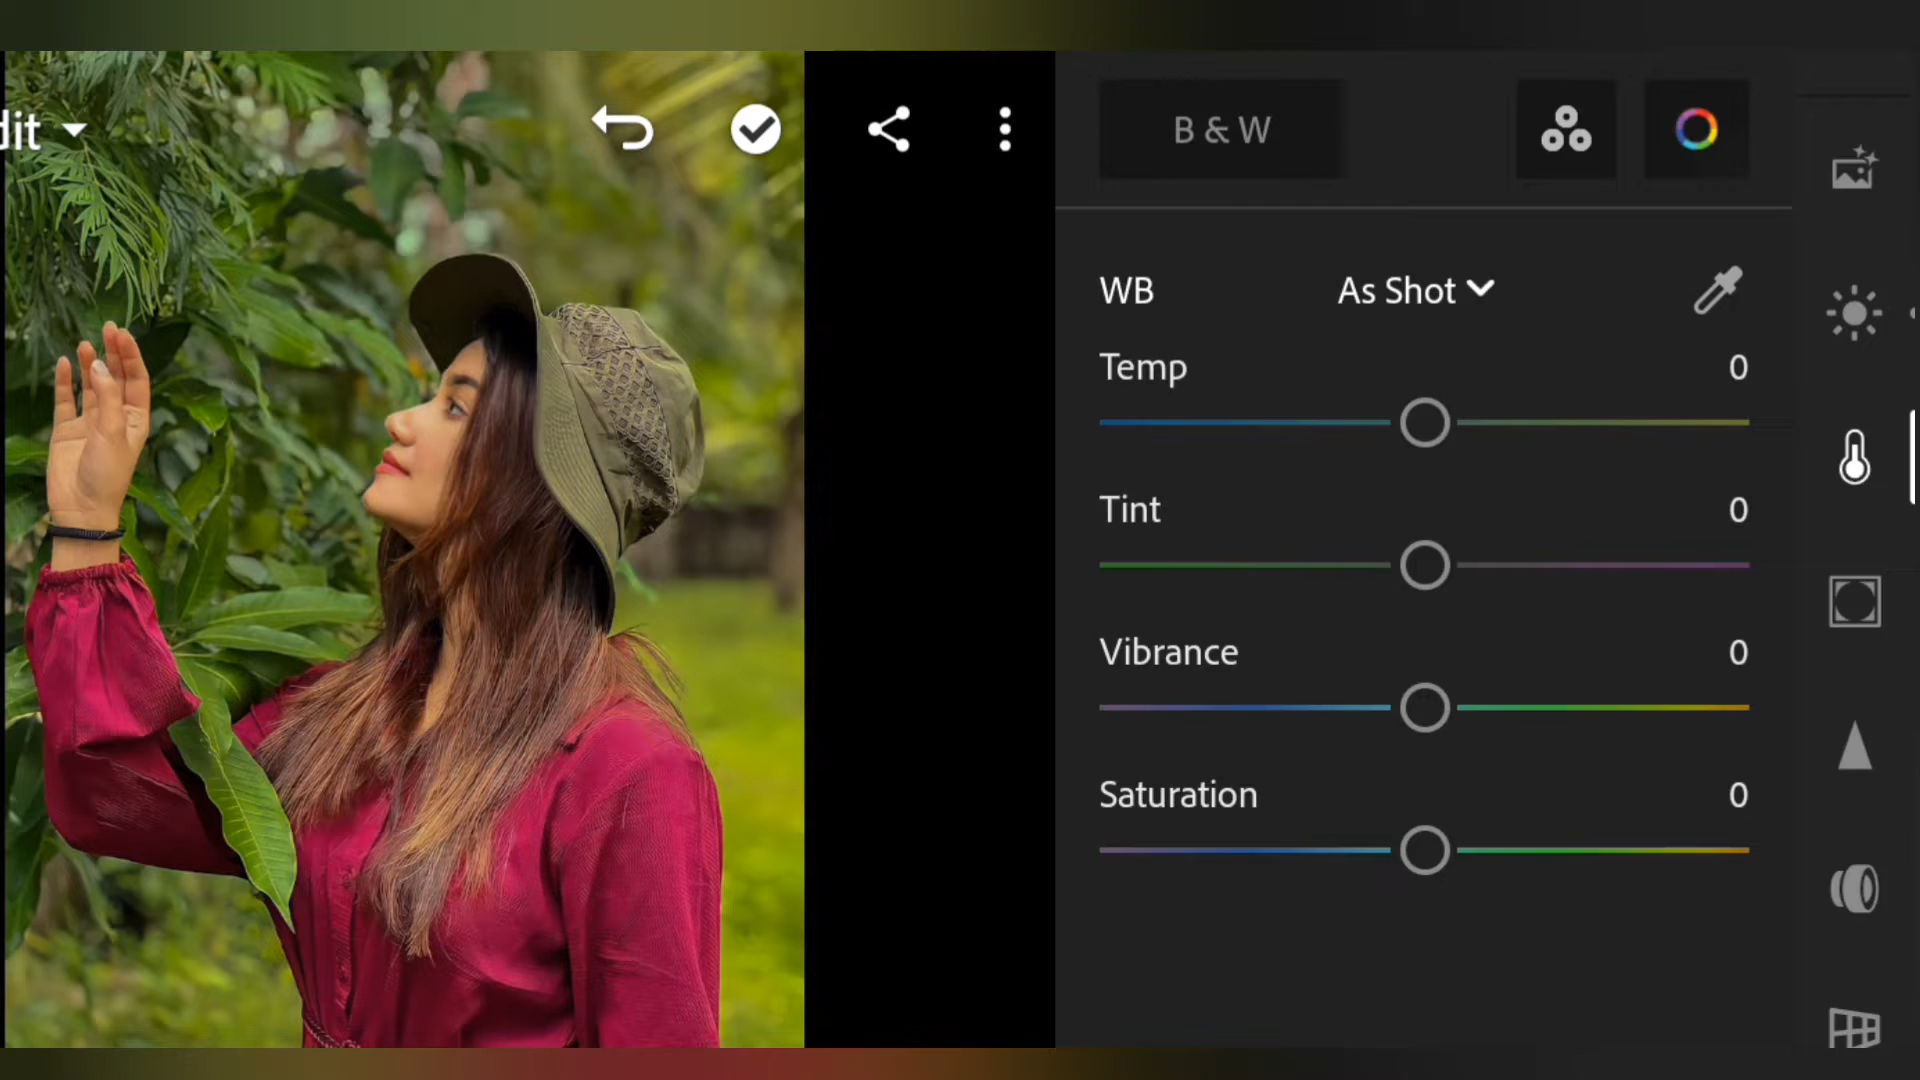 dit
B & W
WB As Shot
Temp 0
Tint 0
Vibrance 0
Saturation 0